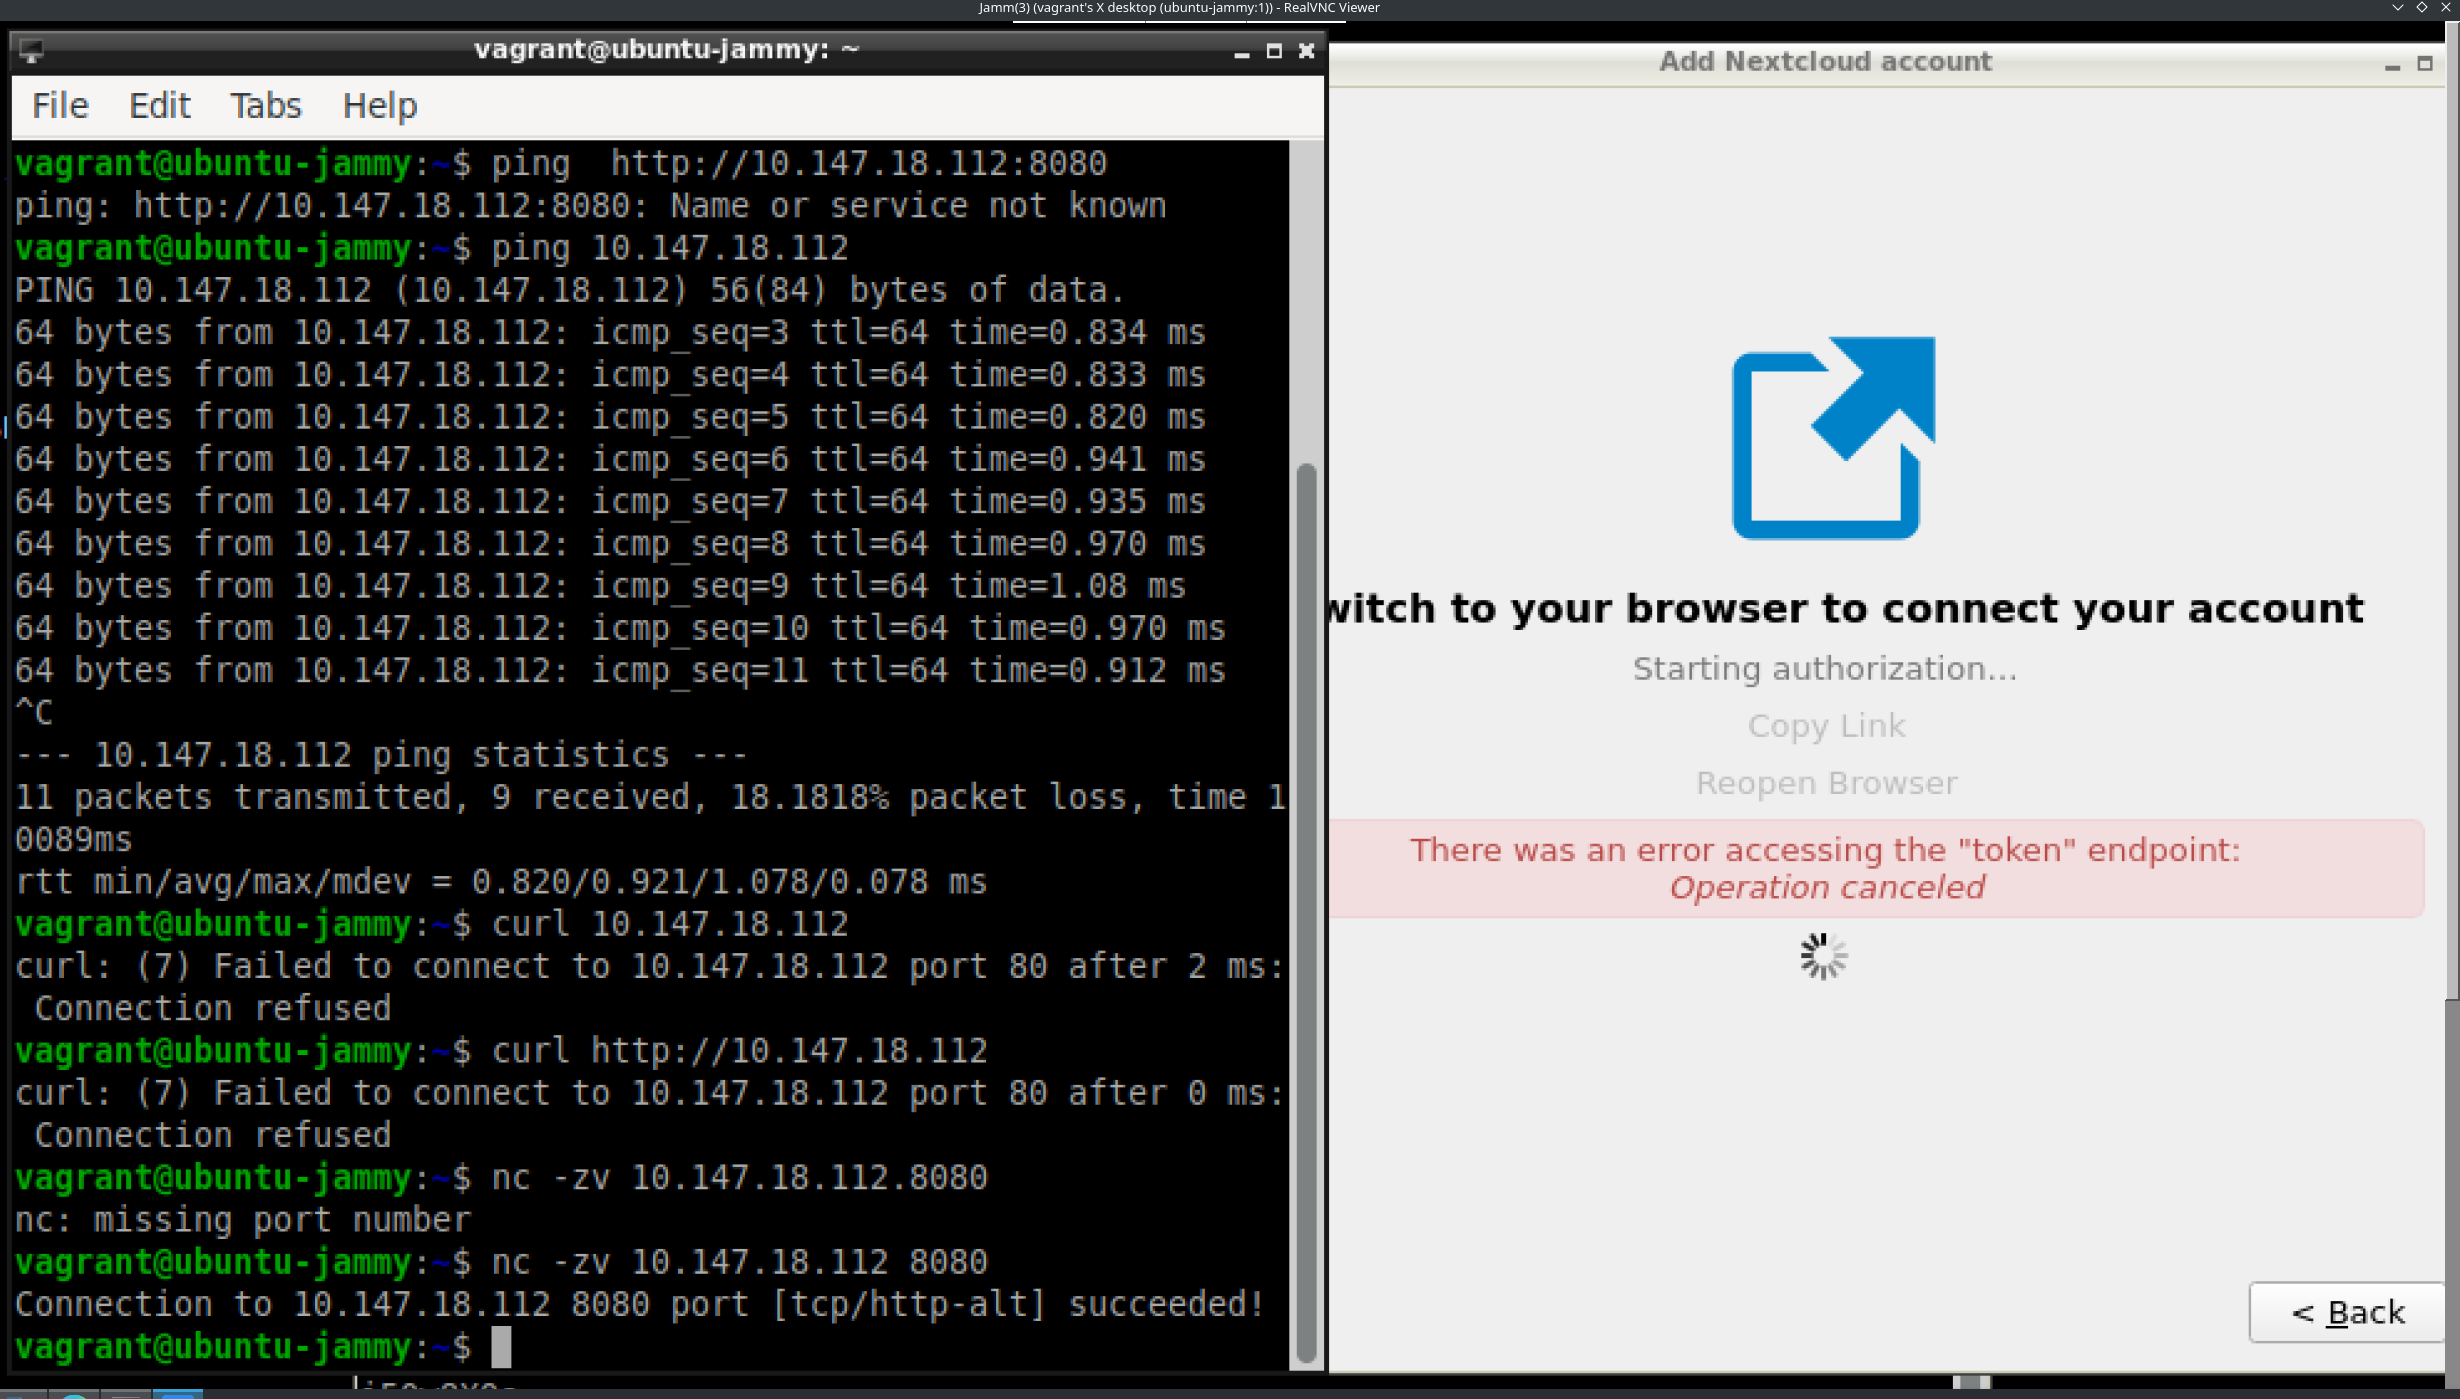 Jamm(3) (vagrant's X desktop (ubuntu-jammy:1)) - RealVNC Viewer
vagrant@ubuntu-jammy: ~
File Edit Tabs Help
vagrant@ubuntu-jammy:~$ ping  http://10.147.18.112:8080
ping: http://10.147.18.112:8080: Name or service not known
vagrant@ubuntu-jammy:~$ ping 10.147.18.112
PING 10.147.18.112 (10.147.18.112) 56(84) bytes of data.
64 bytes from 10.147.18.112: icmp_seq=3 ttl=64 time=0.834 ms
64 bytes from 10.147.18.112: icmp_seq=4 ttl=64 time=0.833 ms
64 bytes from 10.147.18.112: icmp_seq=5 ttl=64 time=0.820 ms
64 bytes from 10.147.18.112: icmp_seq=6 ttl=64 time=0.941 ms
64 bytes from 10.147.18.112: icmp_seq=7 ttl=64 time=0.935 ms
64 bytes from 10.147.18.112: icmp_seq=8 ttl=64 time=0.970 ms
64 bytes from 10.147.18.112: icmp_seq=9 ttl=64 time=1.08 ms
64 bytes from 10.147.18.112: icmp_seq=10 ttl=64 time=0.970 ms
64 bytes from 10.147.18.112: icmp_seq=11 ttl=64 time=0.912 ms
^C
--- 10.147.18.112 ping statistics ---
11 packets transmitted, 9 received, 18.1818% packet loss, time 1
0089ms
rtt min/avg/max/mdev = 0.820/0.921/1.078/0.078 ms
vagrant@ubuntu-jammy:~$ curl 10.147.18.112
curl: (7) Failed to connect to 10.147.18.112 port 80 after 2 ms:
 Connection refused
vagrant@ubuntu-jammy:~$ curl http://10.147.18.112
curl: (7) Failed to connect to 10.147.18.112 port 80 after 0 ms:
 Connection refused
vagrant@ubuntu-jammy:~$ nc -zv 10.147.18.112.8080
nc: missing port number
vagrant@ubuntu-jammy:~$ nc -zv 10.147.18.112 8080
Connection to 10.147.18.112 8080 port [tcp/http-alt] succeeded!
vagrant@ubuntu-jammy:~$
Add Nextcloud account
witch to your browser to connect your account
Starting authorization...
Copy Link
Reopen Browser
There was an error accessing the "token" endpoint:
Operation canceled
< Back